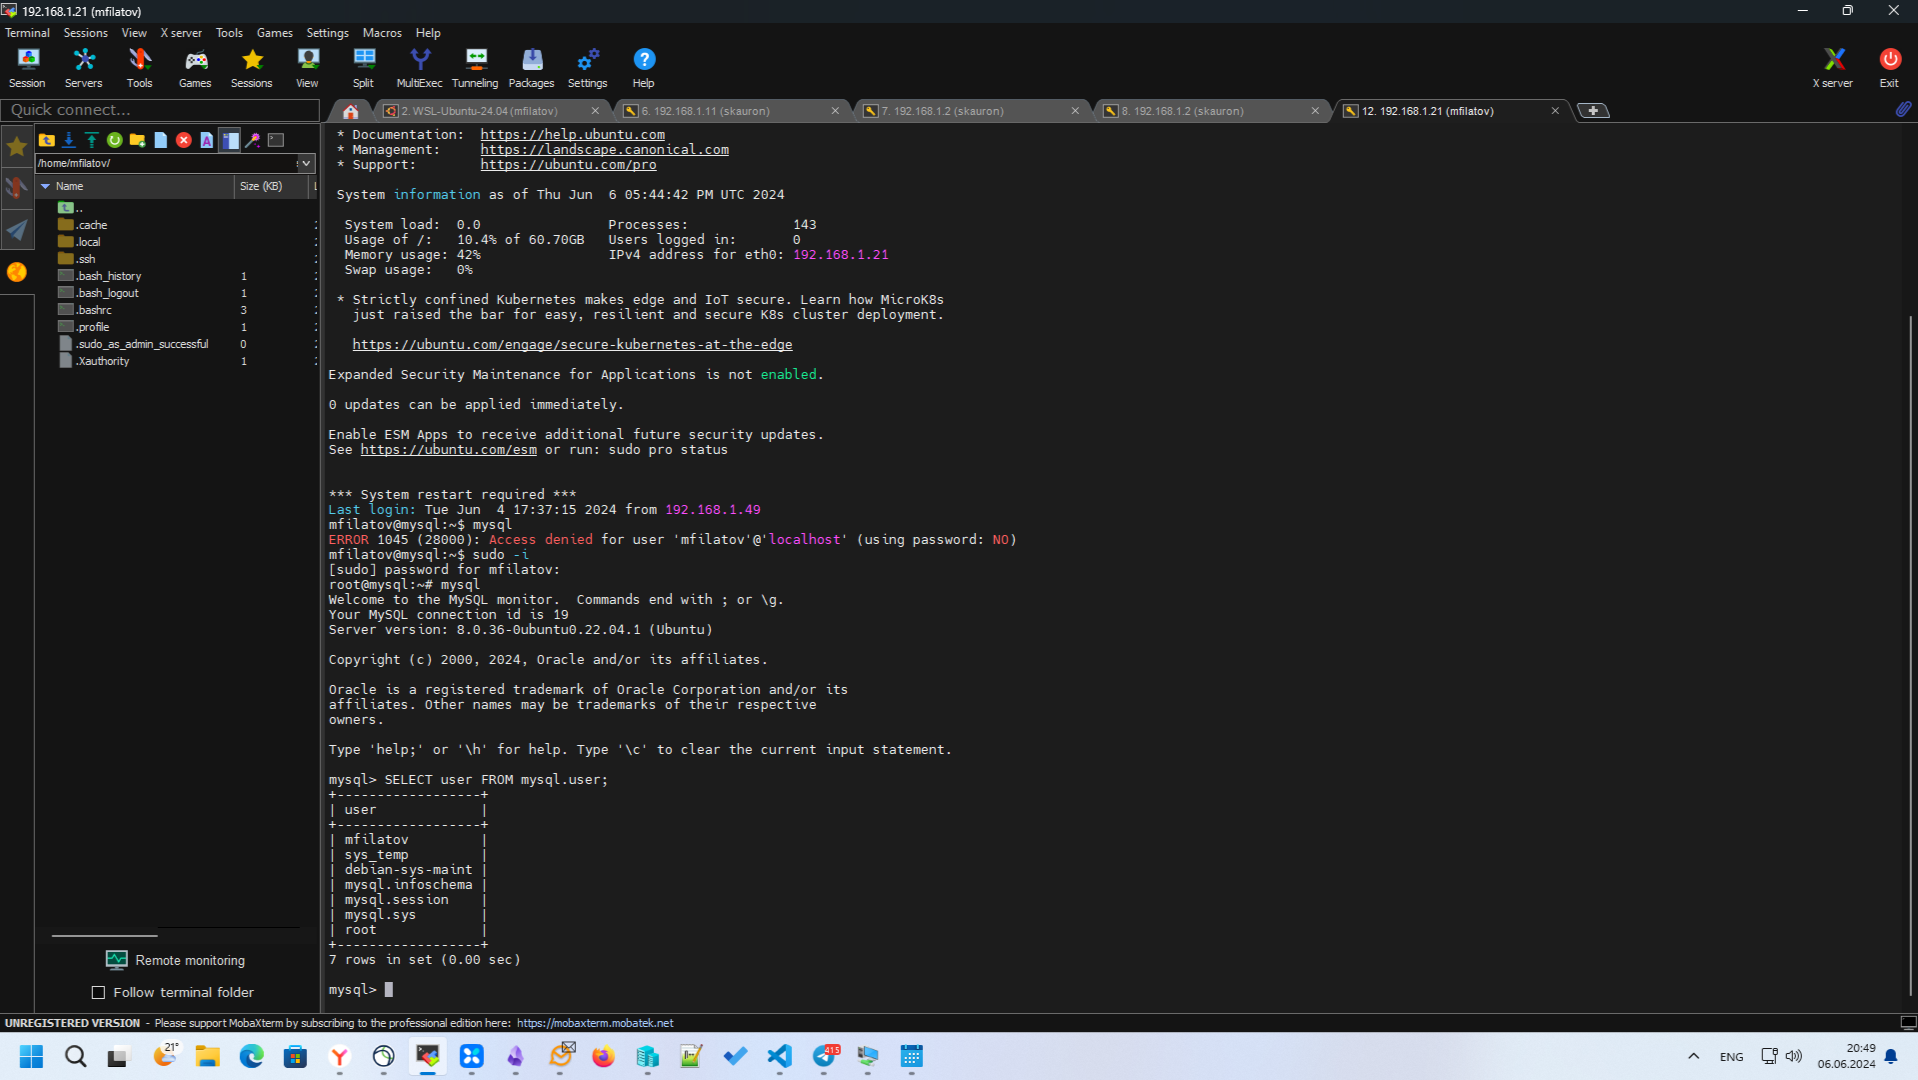 192.168.1.21 (mfilatov)
Terminal Sessions View X server Tools Games Settings Macros Help
Session Servers Tools Games Sessions View Split MultiExec Tunneling Packages Settings Help X server Exit
Quick connect...
2. WSL-Ubuntu-24.04 (mfilatov)
6. 192.168.1.11 (skauron)
7. 192.168.1.2 (skauron)
8. 192.168.1.2 (skauron)
12. 192.168.1.21 (mfilatov)
/home/mfilatov/
Name Size (KB)
..
.cache
.local
.ssh
.bash_history 1
.bash_logout 1
.bashrc 3
.profile 1
.sudo_as_admin_successful 0
.Xauthority 1
Remote monitoring
Follow terminal folder
* Documentation:  https://help.ubuntu.com
* Management:     https://landscape.canonical.com
* Support:        https://ubuntu.com/pro
System information as of Thu Jun  6 05:44:42 PM UTC 2024
System load:  0.0                Processes:             143
Usage of /:   10.4% of 60.70GB   Users logged in:       0
Memory usage: 42%                IPv4 address for eth0: 192.168.1.21
Swap usage:   0%
* Strictly confined Kubernetes makes edge and IoT secure. Learn how MicroK8s
just raised the bar for easy, resilient and secure K8s cluster deployment.
https://ubuntu.com/engage/secure-kubernetes-at-the-edge
Expanded Security Maintenance for Applications is not enabled.
0 updates can be applied immediately.
Enable ESM Apps to receive additional future security updates.
See https://ubuntu.com/esm or run: sudo pro status
*** System restart required ***
Last login: Tue Jun  4 17:37:15 2024 from 192.168.1.49
mfilatov@mysql:~$ mysql
ERROR 1045 (28000): Access denied for user 'mfilatov'@'localhost' (using password: NO)
mfilatov@mysql:~$ sudo -i
[sudo] password for mfilatov:
root@mysql:~# mysql
Welcome to the MySQL monitor.  Commands end with ; or \g.
Your MySQL connection id is 19
Server version: 8.0.36-0ubuntu0.22.04.1 (Ubuntu)
Copyright (c) 2000, 2024, Oracle and/or its affiliates.
Oracle is a registered trademark of Oracle Corporation and/or its
affiliates. Other names may be trademarks of their respective
owners.
Type 'help;' or '\h' for help. Type '\c' to clear the current input statement.
mysql> SELECT user FROM mysql.user;
+------------------+
| user             |
+------------------+
| mfilatov         |
| sys_temp         |
| debian-sys-maint |
| mysql.infoschema |
| mysql.session    |
| mysql.sys        |
| root             |
+------------------+
7 rows in set (0.00 sec)
mysql>
UNREGISTERED VERSION - Please support MobaXterm by subscribing to the professional edition here: https://mobaxterm.mobatek.net
21°
415
ENG
20:49
06.06.2024